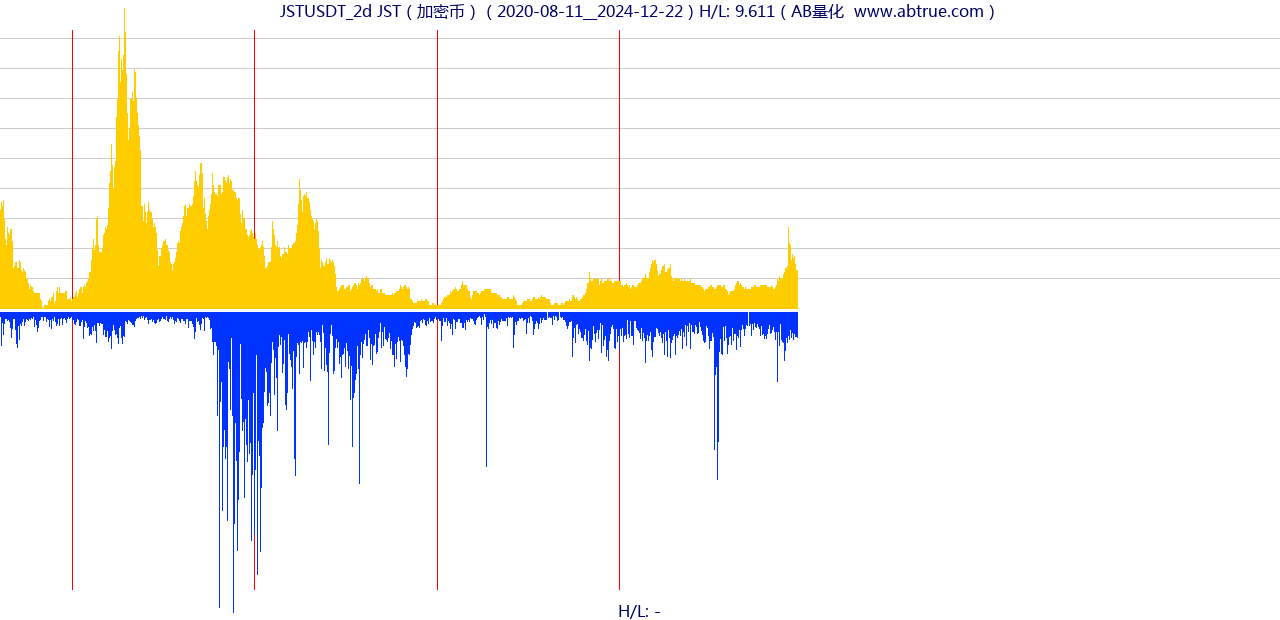 JSTUSDT_2d JST ( 加密币 ) ( 2020-08-11__2024-12-22 ) H/L: 9.611 ( AB量化  www.abtrue.com )
H/L: -